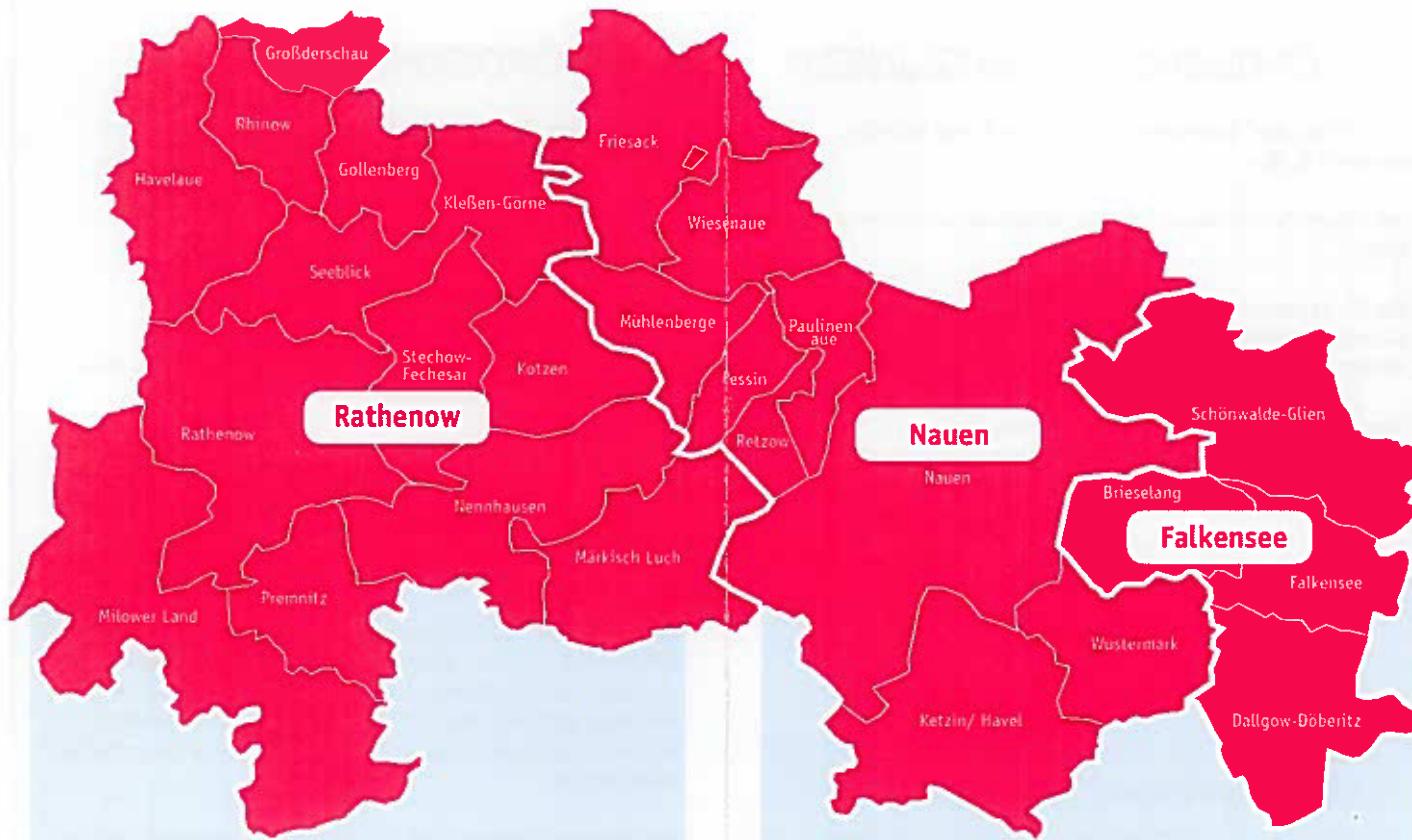 Großderschau
Rhinow
Friesack
Gollenberg
Havelaue
Kleßen-Görne
Wiesenaue
Seeblick
Mühlenberge
Paulinen
aue
Stechow-
Fechesar
Kotzen
Pessin
Schönwalde-Glien
Rathenow
Rathenow
Nauen
Retzow
Nauen
Brieselang
Nennhausen
Falkensee
Märkisch Luch
Falkensee
Premnitz
Milower Land
Wustermark
Ketzin/ Havel
Dallgow-Döberitz